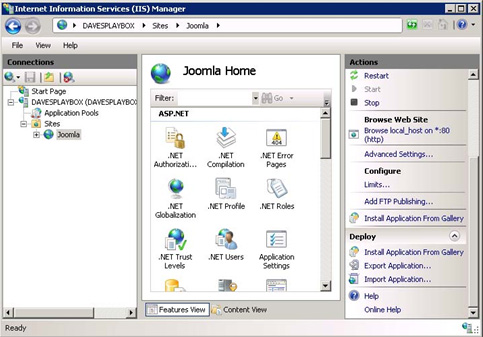 Internet Information Services (IIS) Manager
DAVESPLAYBOX
Sites
Joomla
File View Help
Connections
Start Page
DAVESPLAYBOX (DAVESPLAYBOX
Application Pools
Sites
Joomla
Joomla Home
Filter: Go
ASP.NET
.NET Authorizati...
.NET Compilation
.NET Error Pages
.NET Globalization
.NET Profile
.NET Roles
.NET Trust Levels
.NET Users
Application Settings
Features View
Content View
Actions
Restart
Start
Stop
Browse Web Site
Browse local_host on *:80
(http)
Advanced Settings...
Configure
Limits...
Add FTP Publishing...
Install Application From Gallery
Deploy
Install Application From Gallery
Export Application...
Import Application...
Help
Online Help
Ready